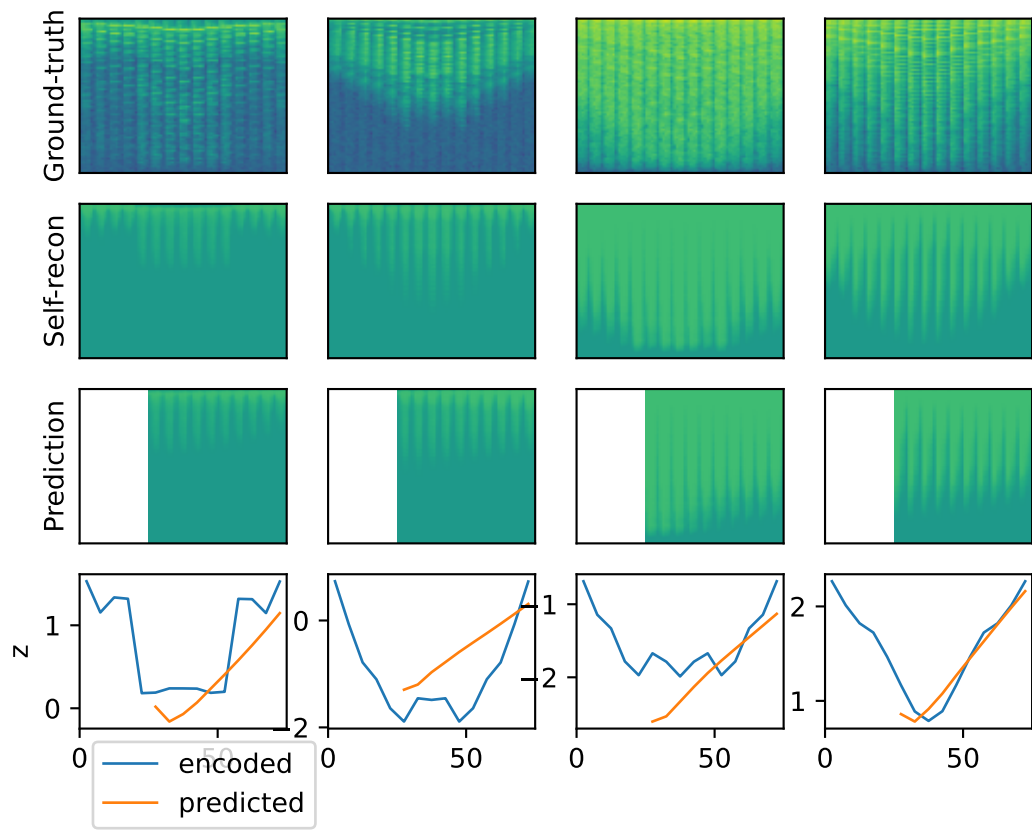 Ground-truth
Self-recon
Prediction
z
1
0
0
−2
−1
−2
2
1
0
50
50
50
50
0
0
0
encoded
predicted